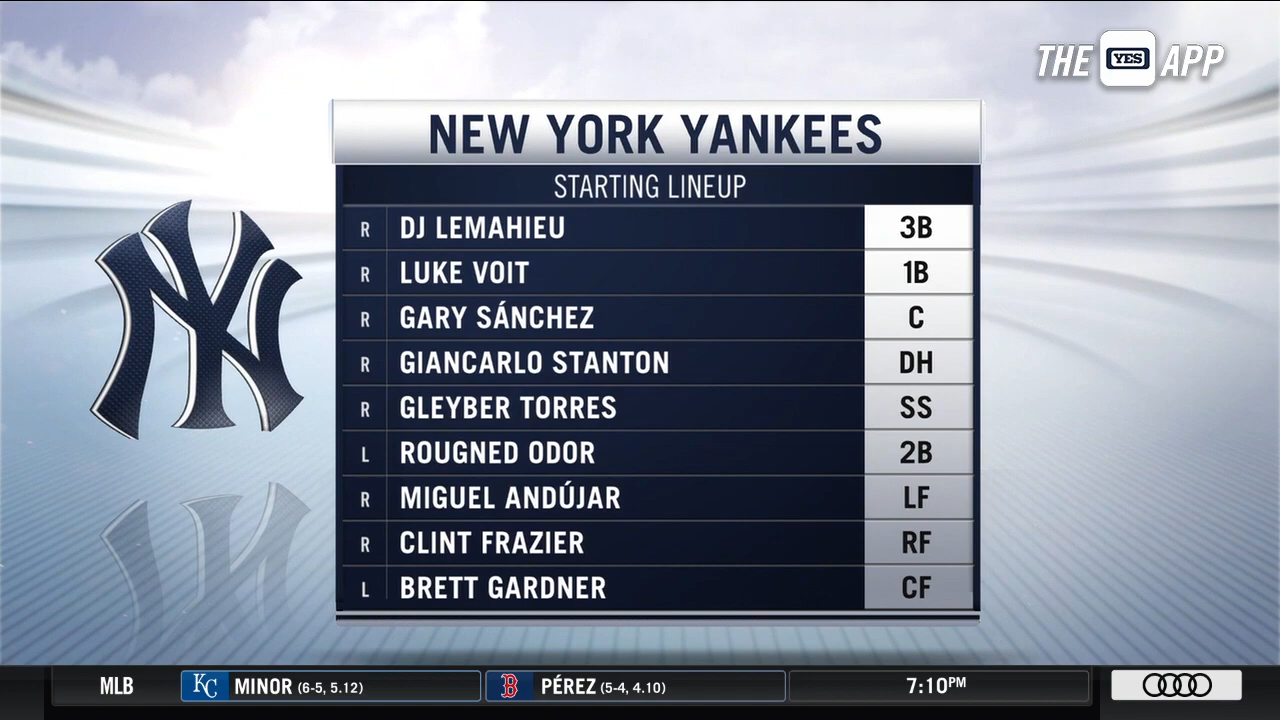 THE YES APP
NEW YORK YANKEES
STARTING LINEUP
R DJ LEMAHIEU 3B
R LUKE VOIT 1B
R GARY SÁNCHEZ C
R GIANCARLO STANTON DH
R GLEYBER TORRES SS
L ROUGNED ODOR 2B
R MIGUEL ANDÚJAR LF
R CLINT FRAZIER RF
L BRETT GARDNER CF
NY
MLB KC MINOR (6-5, 5.12) B PÉREZ (5-4, 4.10) 7:10PM